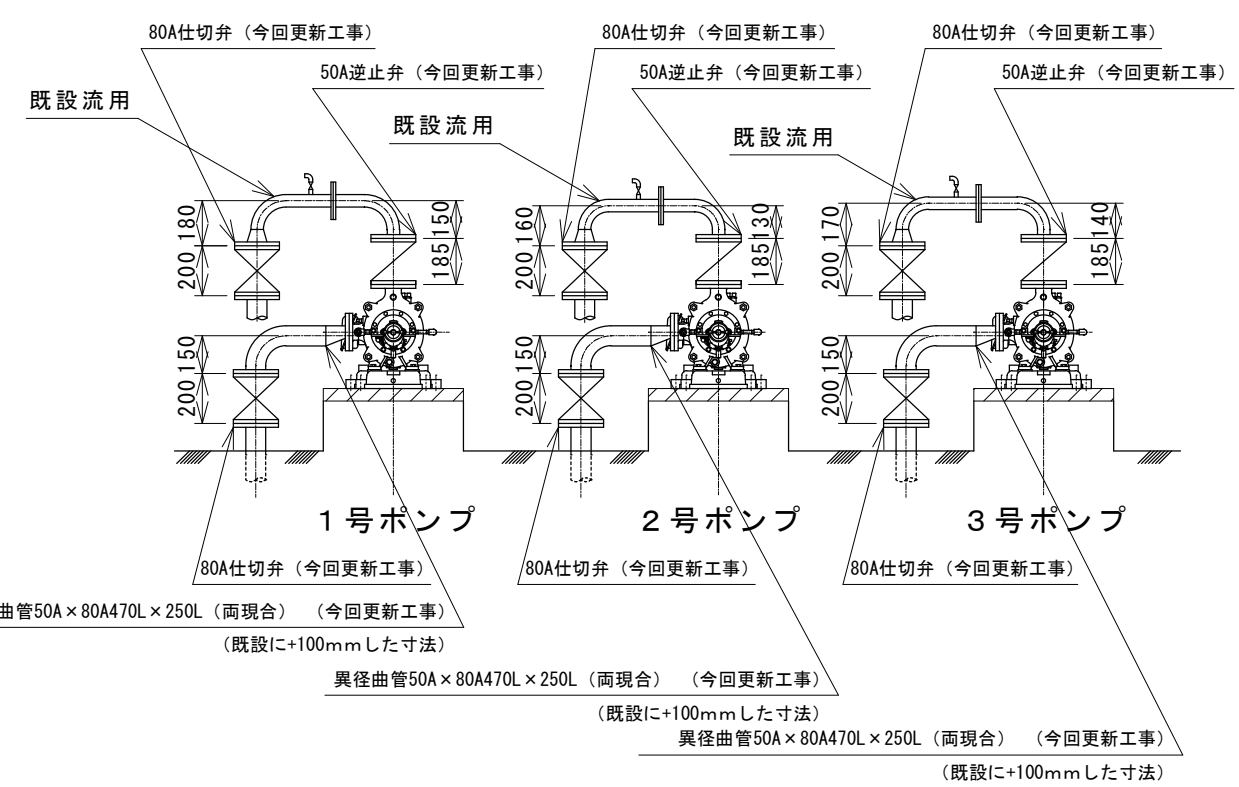 80A仕切弁（今回更新工事）
80A仕切弁（今回更新工事）
80A仕切弁（今回更新工事）
50A逆止弁（今回更新工事）
50A逆止弁（今回更新工事）
50A逆止弁（今回更新工事）
既設流用
既設流用
既設流用
180
200
150
185
150
200
160
200
130
185
150
200
170
200
140
185
150
200
1号ポンプ
2号ポンプ
3号ポンプ
80A仕切弁（今回更新工事）
80A仕切弁（今回更新工事）
80A仕切弁（今回更新工事）
曲管50A×80A470L×250L（両現合）　（今回更新工事）
（既設に+100mmした寸法）
異径曲管50A×80A470L×250L（両現合）　（今回更新工事）
（既設に+100mmした寸法）
異径曲管50A×80A470L×250L（両現合）　（今回更新工事）
（既設に+100mmした寸法）